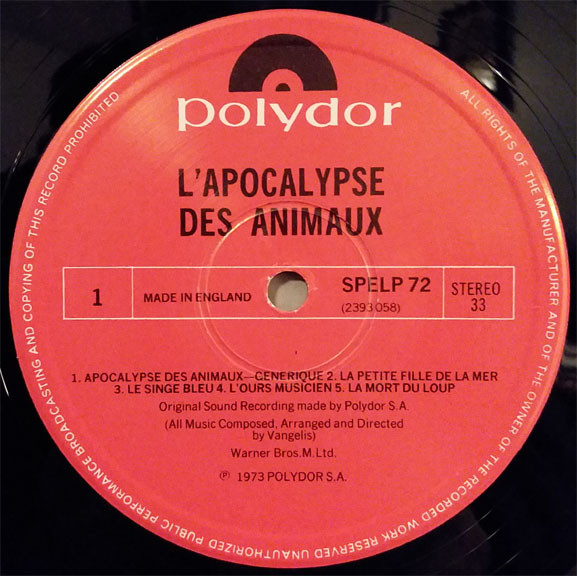 polydor
L'APOCALYPSE
DES ANIMAUX
1
MADE IN ENGLAND
SPELP 72
(2393 058)
STEREO
33
1. APOCALYPSE DES ANIMAUX—GENERIQUE 2. LA PETITE FILLE DE LA MER
3. LE SINGE BLEU 4. L'OURS MUSICIEN 5. LA MORT DU LOUP
Original Sound Recording made by Polydor S.A.
(All Music Composed, Arranged and Directed
by Vangelis)
Warner Bros.M.Ltd.
℗ 1973 POLYDOR S.A.
ALL RIGHTS OF THE MANUFACTURER AND OF THE OWNER OF THE RECORDED WORK RESERVED UNAUTHORIZED PUBLIC PERFORMANCE BROADCASTING AND COPYING OF THIS RECORD PROHIBITED